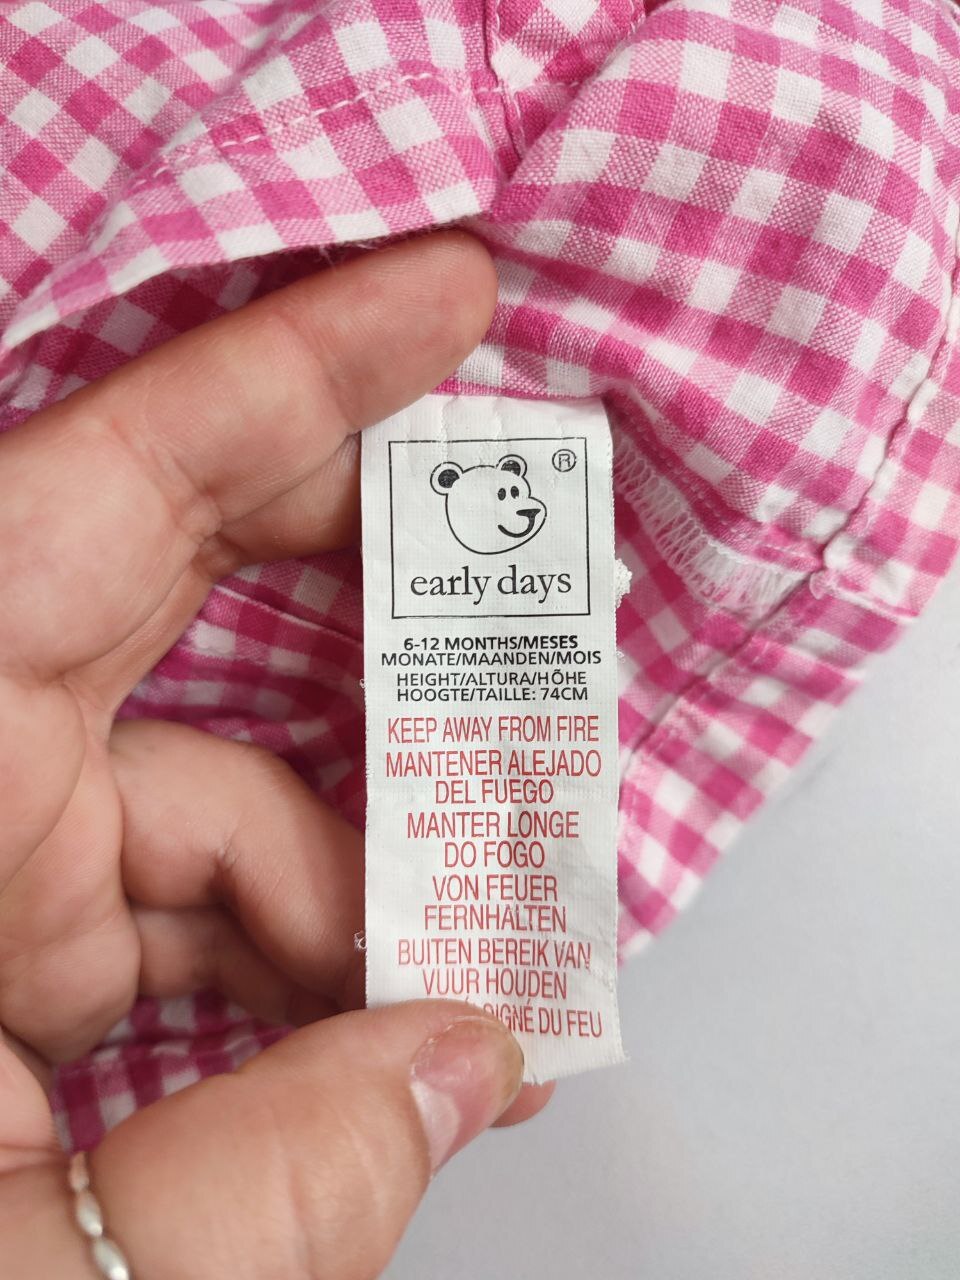 ®
early days
6-12 MONTHS/MESES
MONATE/MAANDEN/MOIS
HEIGHT/ALTURA/HÖHE
HOOGTE/TAILLE: 74CM
KEEP AWAY FROM FIRE
MANTENER ALEJADO
DEL FUEGO
MANTER LONGE
DO FOGO
VON FEUER
FERNHALTEN
BUITEN BEREIK VAN
VUUR HOUDEN
DU FEU